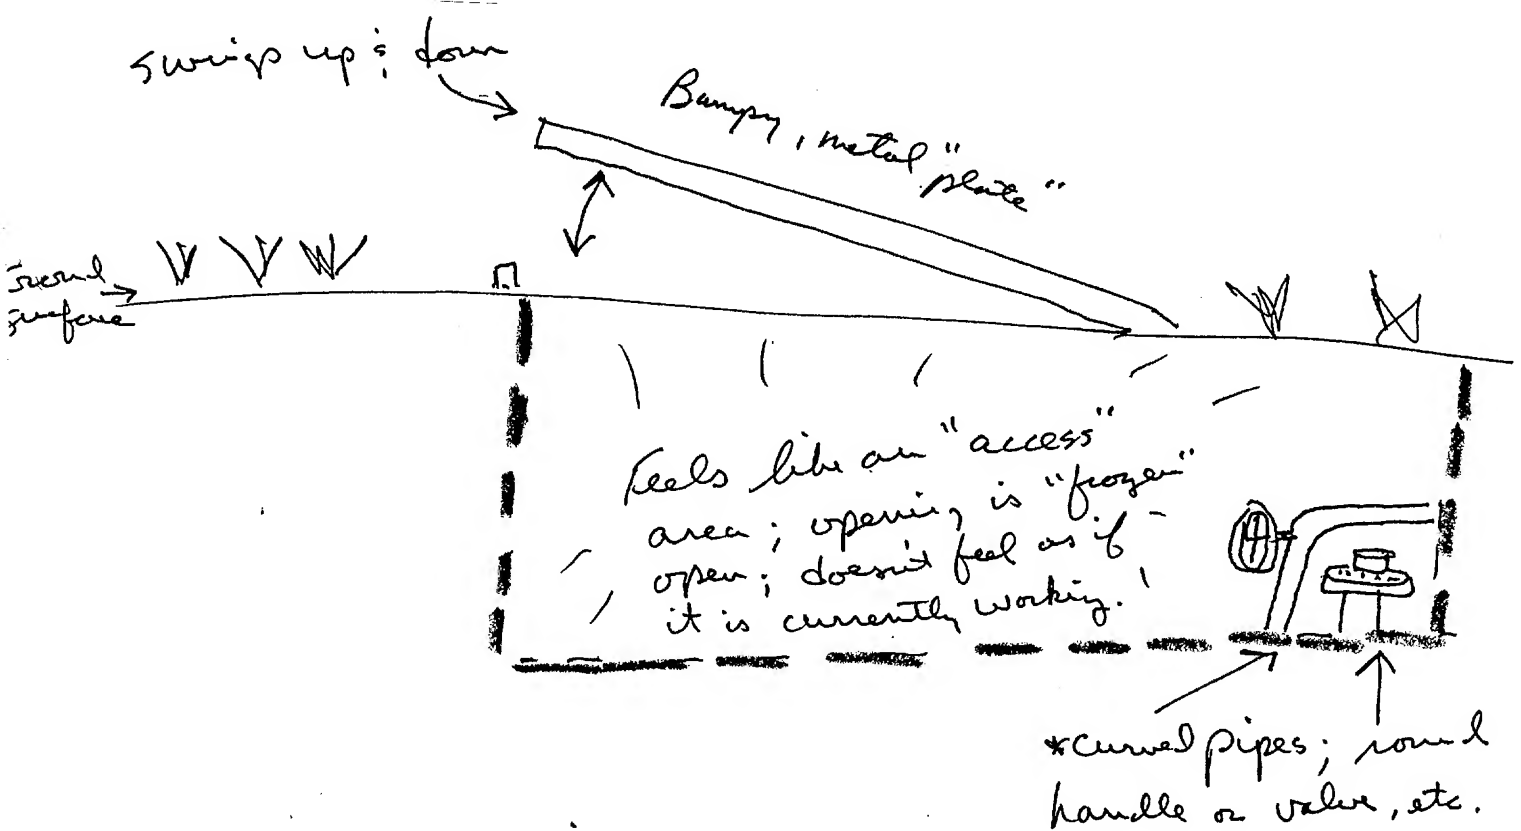 swings up & down
Bumpy, metal "plate"
Ground
surface
Feels like an "access"
area; opening is "frozen"
open; doesn't feel as if
it is currently working.
*curved pipes; round
handle or valve, etc.